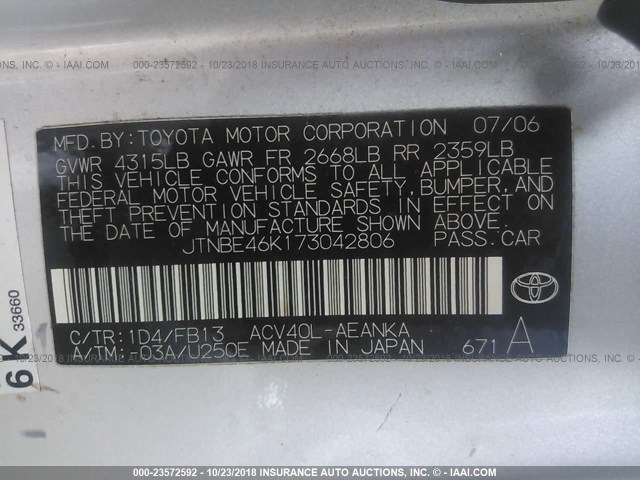 000-23572592 - 10/23/2018 INSURANCE AUTO AUCTIONS, INC. - IAAI.COM
MFD.BY:TOYOTA MOTOR CORPORATION 07/06
GVWR 4315LB GAWR FR 2668LB RR 2359LB
THIS VEHICLE CONFORMS TO ALL APPLICABLE
FEDERAL MOTOR VEHICLE SAFETY, BUMPER, AND
THEFT PREVENTION STANDARDS IN EFFECT ON
THE DATE OF MANUFACTURE SHOWN ABOVE.
JTNBE46K173042806 PASS.CAR
C/TR:1D4/FB13 ACV40L-AEANKA
A/TM:-03A/U250E MADE IN JAPAN 671 A
TOYOTA
6K 33660
000-23572592 - 10/23/2018 INSURANCE AUTO AUCTIONS, INC. - IAAI.COM